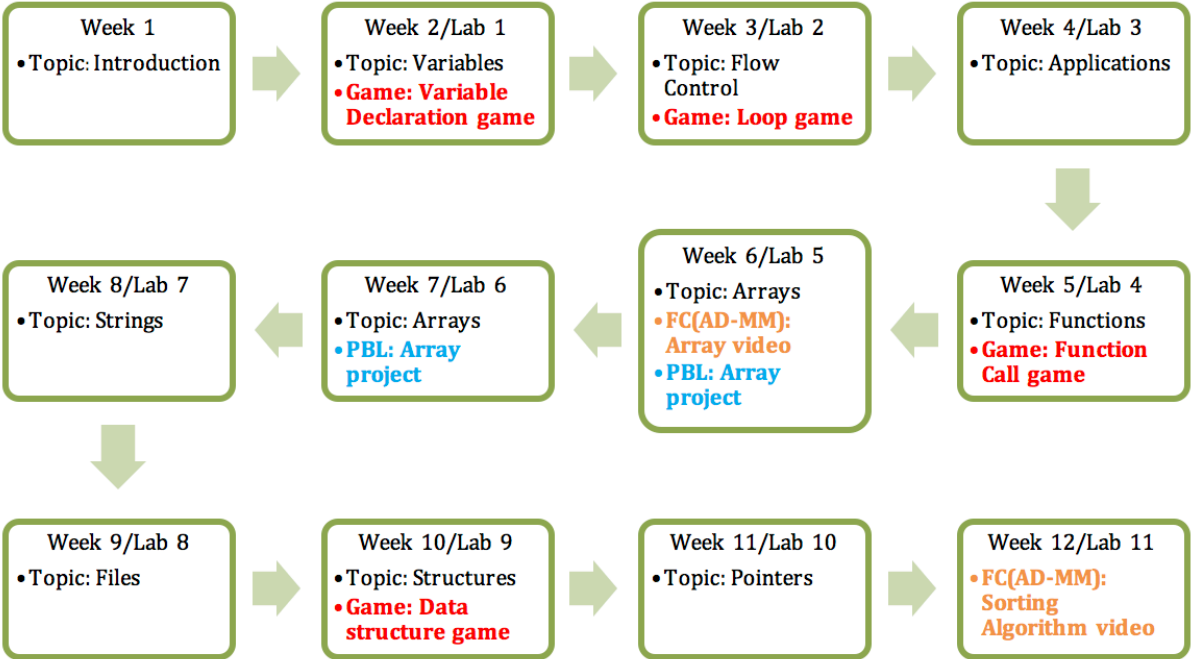 Week 1
•Topic: Introduction
Week 2/Lab 1
•Topic: Variables
•Game: Variable
Declaration game
Week 3/Lab 2
•Topic: Flow
Control
•Game: Loop game
Week 4/Lab 3
•Topic: Applications
Week 5/Lab 4
•Topic: Functions
•Game: Function
Call game
Week 6/Lab 5
•Topic: Arrays
•FC(AD-MM):
Array video
•PBL: Array
project
Week 7/Lab 6
•Topic: Arrays
•PBL: Array
project
Week 8/Lab 7
•Topic: Strings
Week 9/Lab 8
•Topic: Files
Week 10/Lab 9
•Topic: Structures
•Game: Data
structure game
Week 11/Lab 10
•Topic: Pointers
Week 12/Lab 11
•FC(AD-MM):
Sorting
Algorithm video